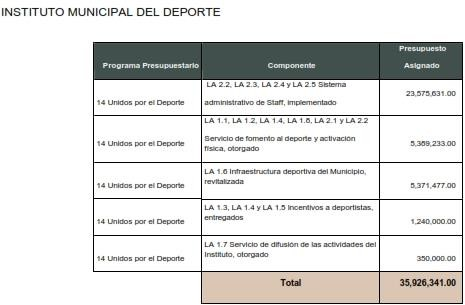 INSTITUTO MUNICIPAL DEL DEPORTE
Programa Presupuestario Componente Presupuesto Asignado
LA 2.2, LA 2.3, LA 2.4 y LA 2.5 Sistema
14 Unidos por el Deporte administrativo de Staff, implementado 23,575,631.00
LA 1.1, LA 1.2, LA 1.4, LA 1.6, LA 2.1 y LA 2.2
14 Unidos por el Deporte Servicio de fomento al deporte y activación 5,389,233.00
física, otorgado
LA 1.6 Infraestructura deportiva del Municipio,
14 Unidos por el Deporte revitalizada 5,371,477.00
LA 1.3, LA 1.4 y LA 1.5 Incentivos a deportistas,
14 Unidos por el Deporte entregados 1,240,000.00
LA 1.7 Servicio de difusión de las actividades del
14 Unidos por el Deporte Instituto, otorgado 350,000.00
Total 35,926,341.00